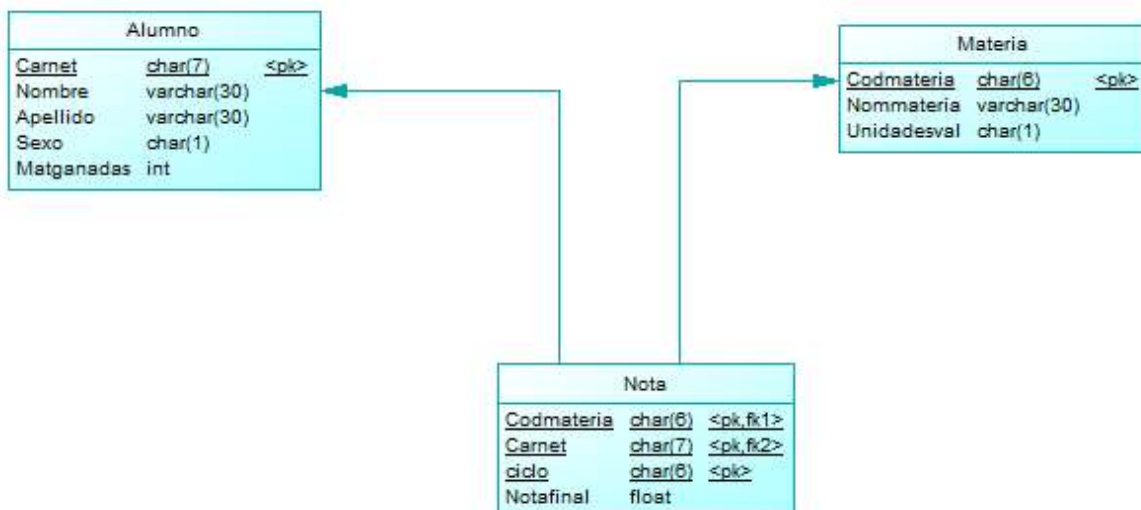 Alumno
Carnet char(7) <pk>
Nombre varchar(30)
Apellido varchar(30)
Sexo char(1)
Matganadas int
Materia
Codmateria char(6) <pk>
Nommateria varchar(30)
Unidadesval char(1)
Nota
Codmateria char(6) <pk,fk1>
Carnet char(7) <pk,fk2>
ciclo char(6) <pk>
Notafinal float